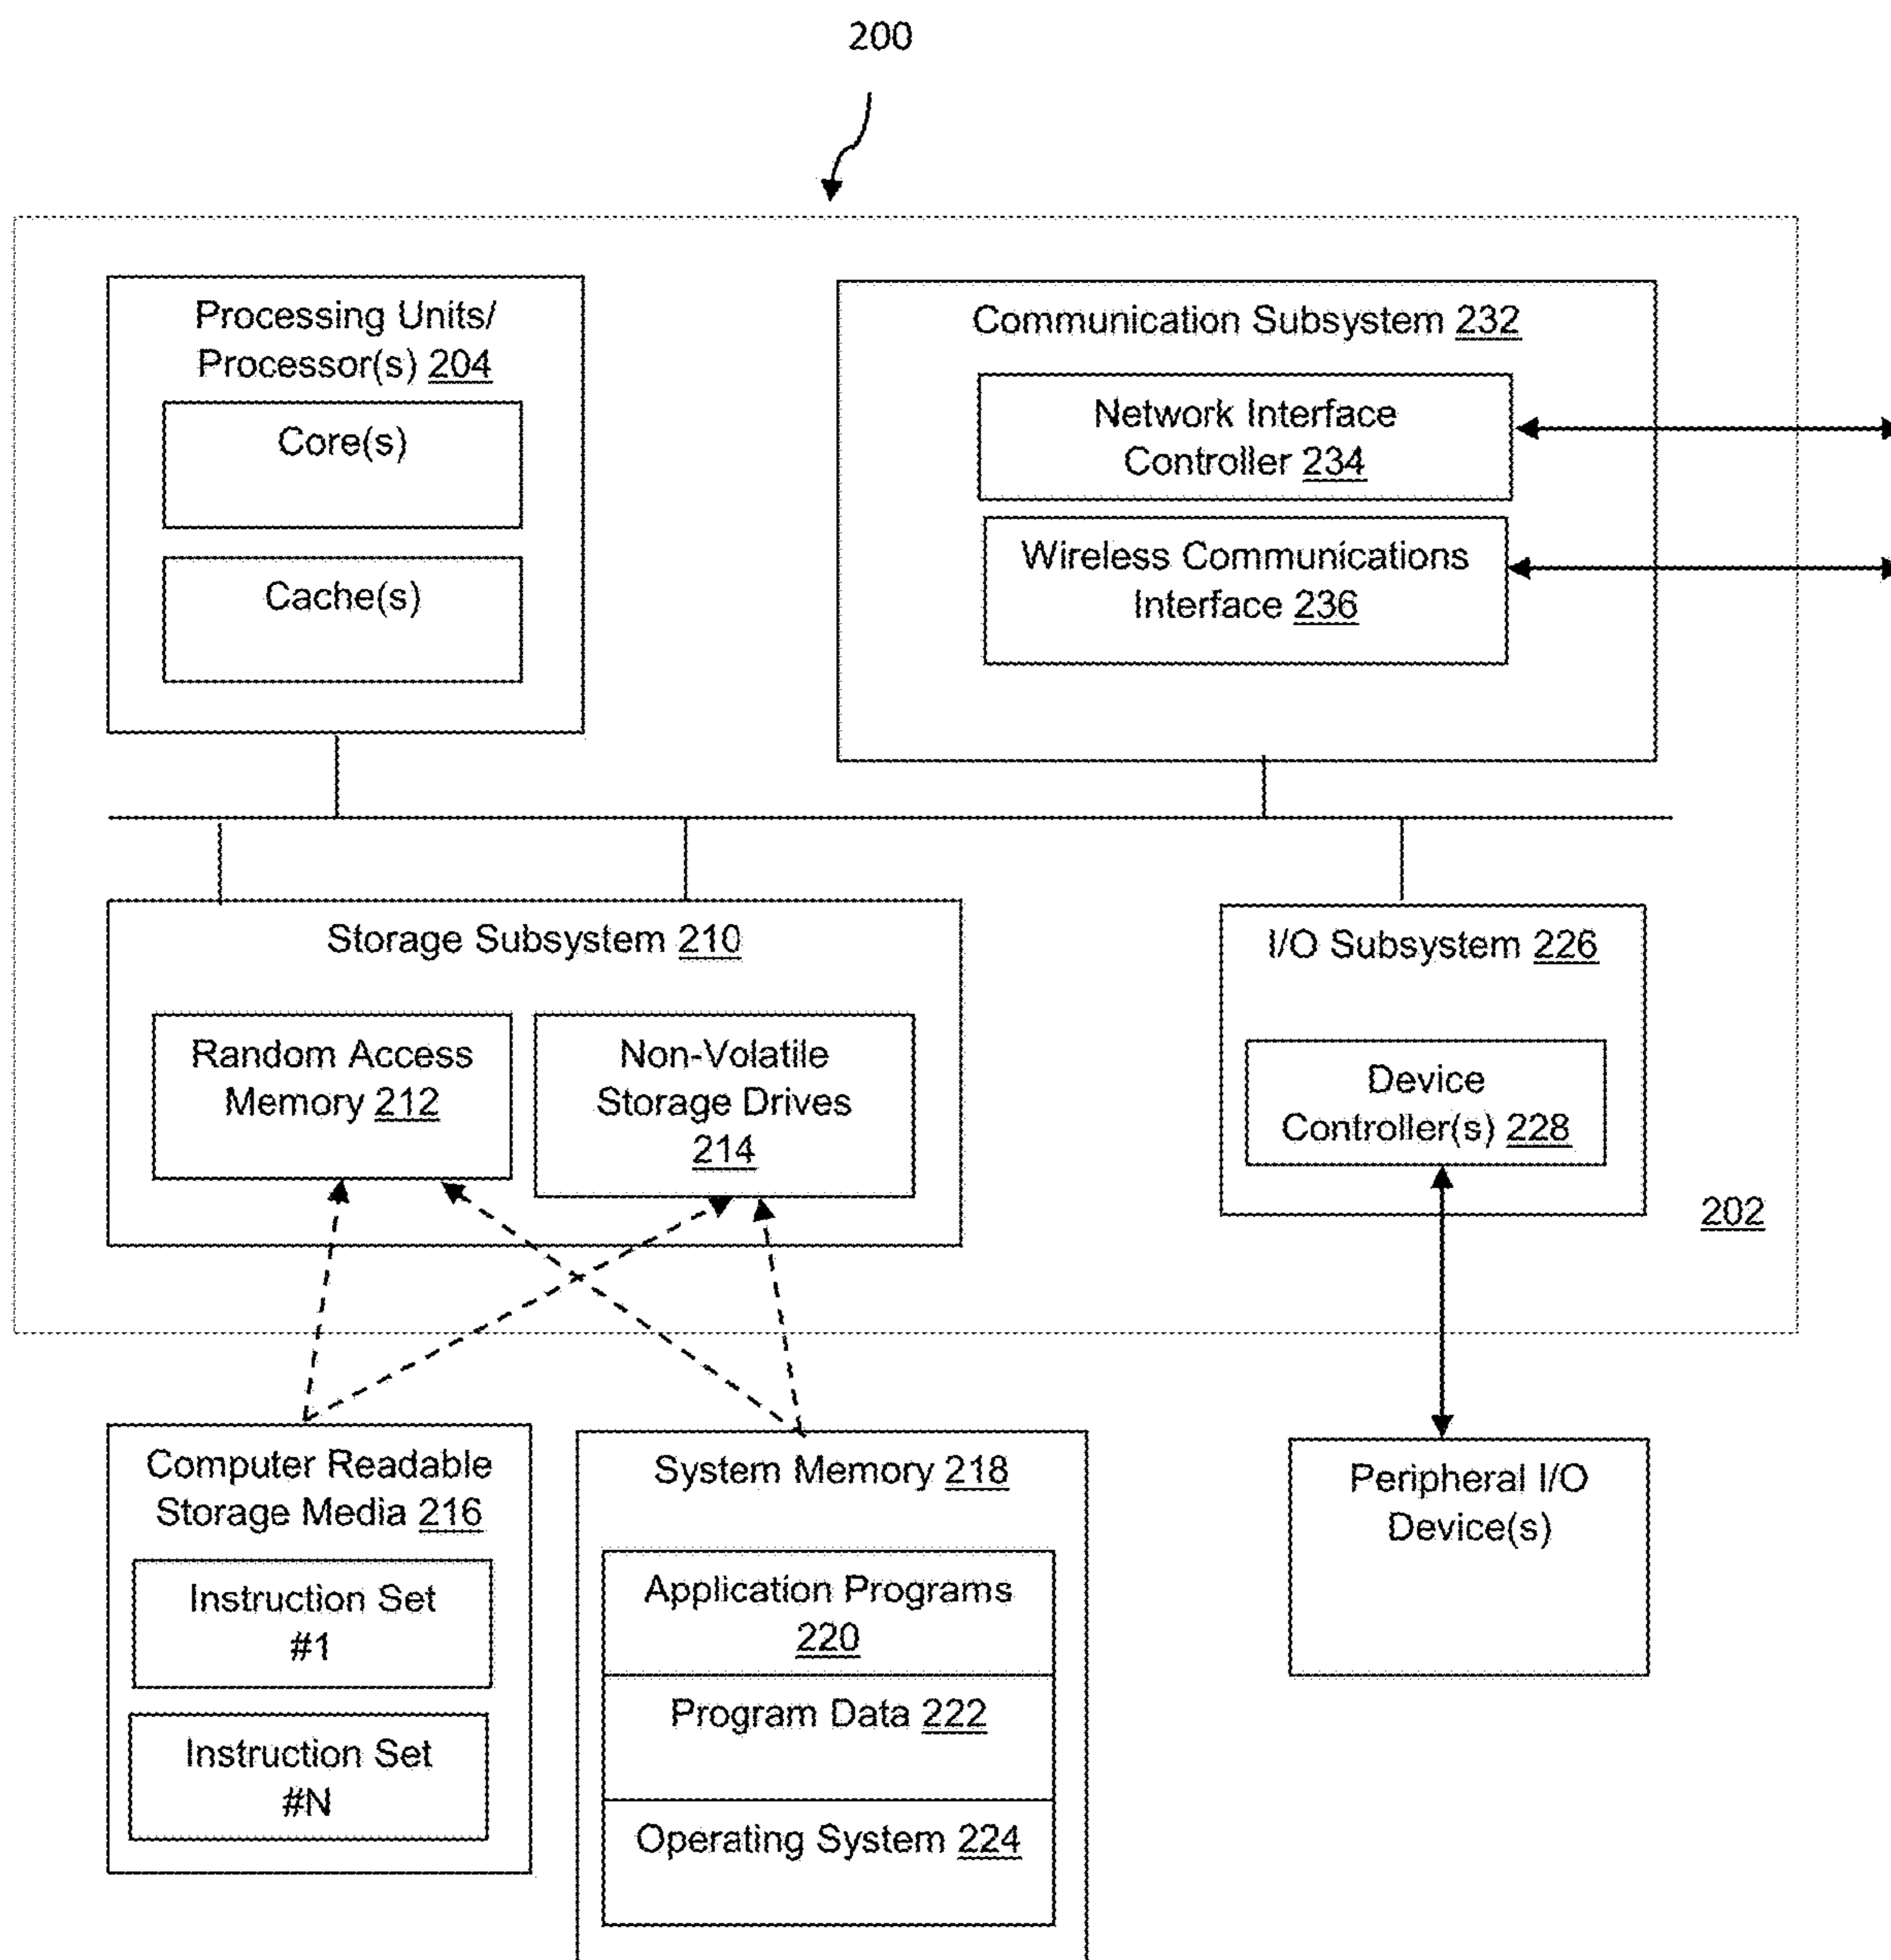 200
Processing Units/
Processor(s) 204
Core(s)
Cache(s)
Communication Subsystem 232
Network Interface
Controller 234
Wireless Communications
Interface 236
Storage Subsystem 210
Random Access
Memory 212
Non-Volatile
Storage Drives
214
I/O Subsystem 226
Device
Controller(s) 228
202
Computer Readable
Storage Media 216
Instruction Set
#1
Instruction Set
#N
System Memory 218
Application Programs
220
Program Data 222
Operating System 224
Peripheral I/O
Device(s)